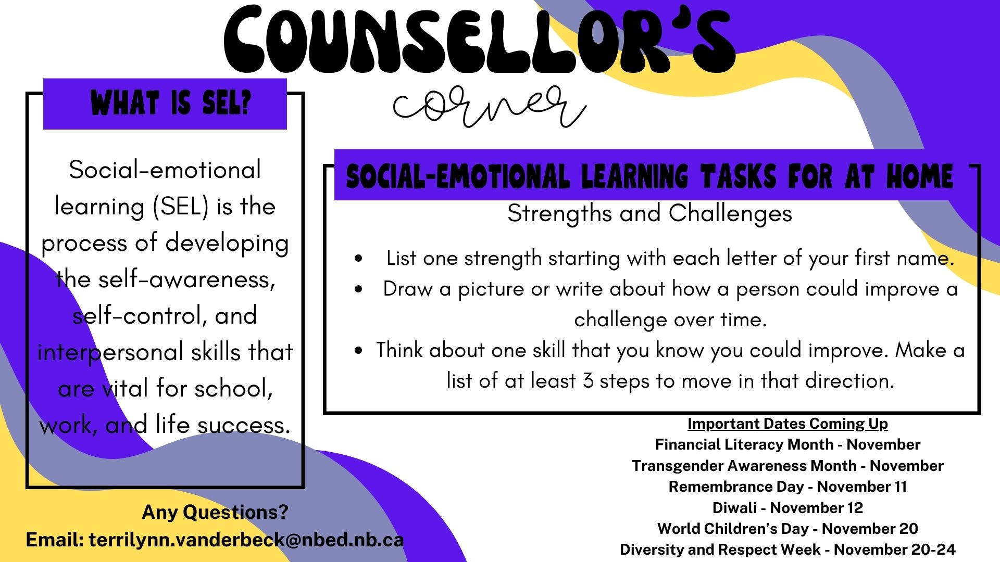 COUNSELLOR'S
corner
WHAT IS SEL?
Social-emotional
learning (SEL) is the
process of developing
the self-awareness,
self-control, and
interpersonal skills that
are vital for school,
work, and life success.
SOCIAL-EMOTIONAL LEARNING TASKS FOR AT HOME
Strengths and Challenges
• List one strength starting with each letter of your first name.
• Draw a picture or write about how a person could improve a
challenge over time.
• Think about one skill that you know you could improve. Make a
list of at least 3 steps to move in that direction.
Important Dates Coming Up
Financial Literacy Month - November
Transgender Awareness Month - November
Remembrance Day - November 11
Diwali - November 12
World Children's Day - November 20
Diversity and Respect Week - November 20-24
Any Questions?
Email: terrilynn.vanderbeck@nbed.nb.ca